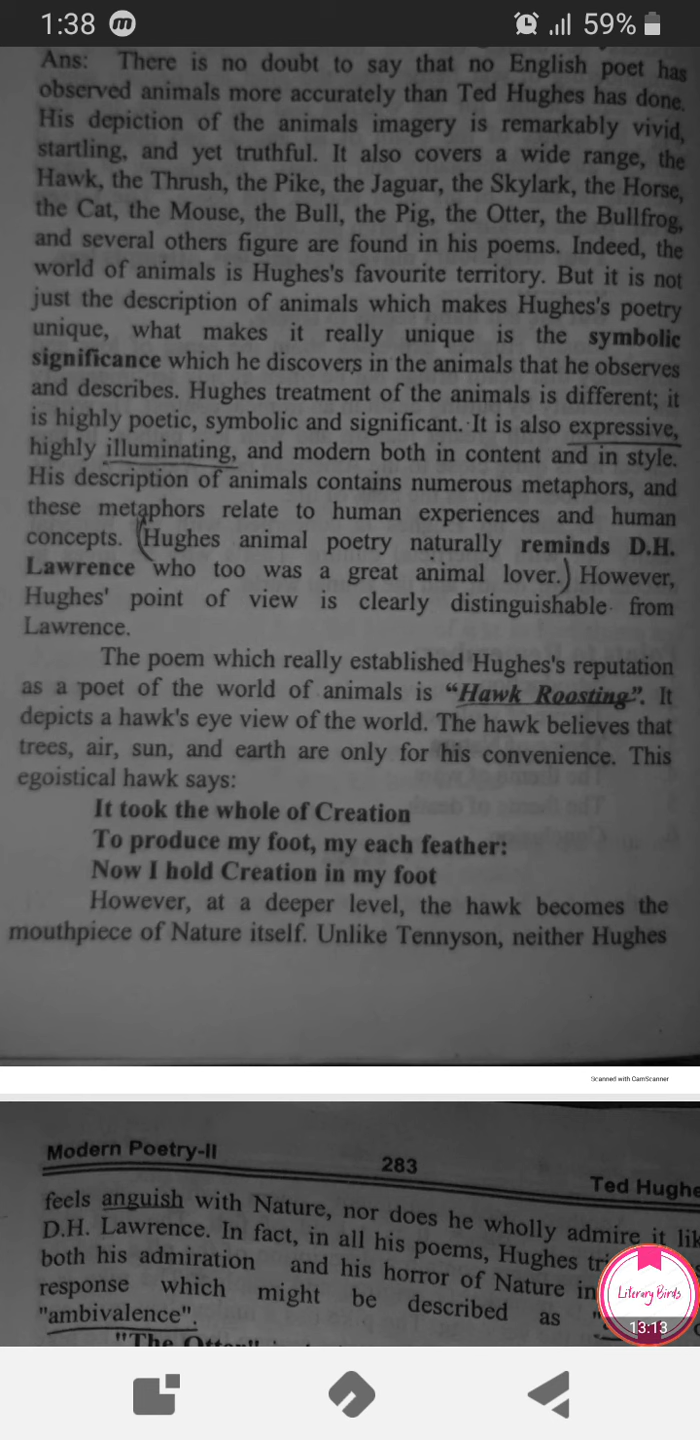 1:38 m 59%
Ans: There is no doubt to say that no English poet has
observed animals more accurately than Ted Hughes has done.
His depiction of the animals imagery is remarkably vivid,
startling, and yet truthful. It also covers a wide range, the
Hawk, the Thrush, the Pike, the Jaguar, the Skylark, the Horse,
the Cat, the Mouse, the Bull, the Pig, the Otter, the Bullfrog,
and several others figure are found in his poems. Indeed, the
world of animals is Hughes's favourite territory. But it is not
just the description of animals which makes Hughes's poetry
unique, what makes it really unique is the symbolic
significance which he discovers in the animals that he observes
and describes. Hughes treatment of the animals is different; it
is highly poetic, symbolic and significant. It is also expressive,
highly illuminating, and modern both in content and in style.
His description of animals contains numerous metaphors, and
these metaphors relate to human experiences and human
concepts. (Hughes animal poetry naturally reminds D.H.
Lawrence who too was a great animal lover.) However,
Hughes' point of view is clearly distinguishable from
Lawrence.
The poem which really established Hughes's reputation
as a poet of the world of animals is "Hawk Roosting". It
depicts a hawk's eye view of the world. The hawk believes that
trees, air, sun, and earth are only for his convenience. This
egoistical hawk says:
It took the whole of Creation
To produce my foot, my each feather:
Now I hold Creation in my foot
However, at a deeper level, the hawk becomes the
mouthpiece of Nature itself. Unlike Tennyson, neither Hughes
Scanned with CamScanner
Modern Poetry-II 283 Ted Hughe
feels anguish with Nature, nor does he wholly admire it lik
D.H. Lawrence. In fact, in all his poems, Hughes tri
both his admiration and his horror of Nature in
response which might be described as "
"ambivalence".
"The Otter"
Literary Birds
13:13